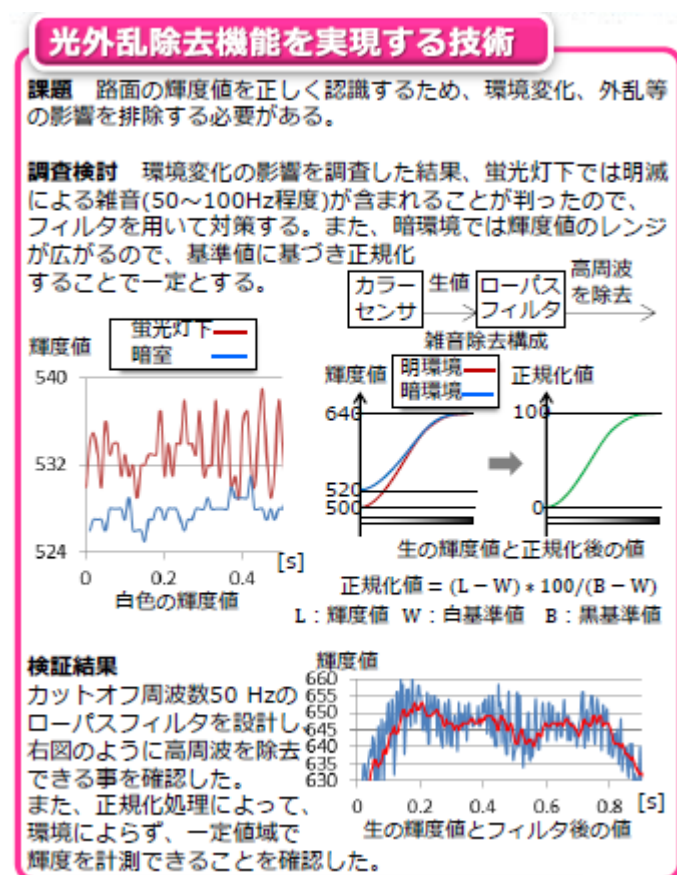 光外乱除去機能を実現する技術
課題　路面の輝度値を正しく認識するため、環境変化、外乱等
の影響を排除する必要がある。
調査検討　環境変化の影響を調査した結果、蛍光灯下では明滅
による雑音(50～100Hz程度)が含まれることが判ったので、
フィルタを用いて対策する。また、暗環境では輝度値のレンジ
が広がるので、基準値に基づき正規化
することで一定とする。
カラー
センサ
生値
ローパス
フィルタ
高周波
を除去
雑音除去構成
輝度値
蛍光灯下
暗室
540
532
524
0
0.2
0.4
[s]
白色の輝度値
輝度値
明環境
暗環境
640
520
500
正規化値
100
0
生の輝度値と正規化後の値
正規化値 = (L − W) * 100/(B − W)
L：輝度値 W：白基準値 B：黒基準値
検証結果
カットオフ周波数50 Hzの
ローパスフィルタを設計し、
右図のように高周波を除去
できる事を確認した。
また、正規化処理によって、
環境によらず、一定値域で
輝度を計測できることを確認した。
輝度値
660
655
650
645
640
635
630
0
0.2
0.4
0.6
0.8
[s]
生の輝度値とフィルタ後の値